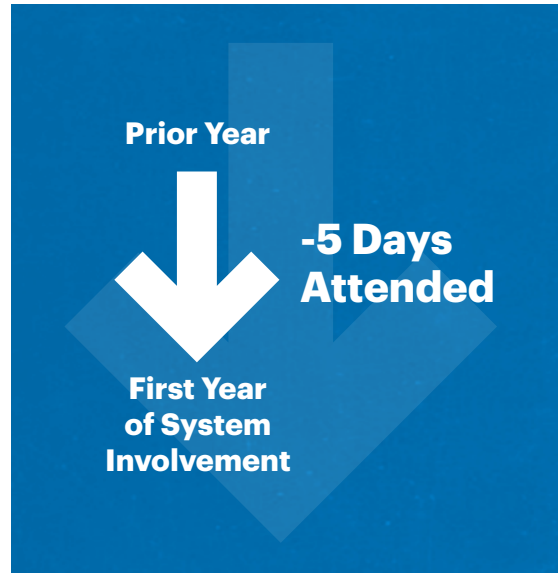 Prior Year
-5 Days
Attended
First Year
of System
Involvement